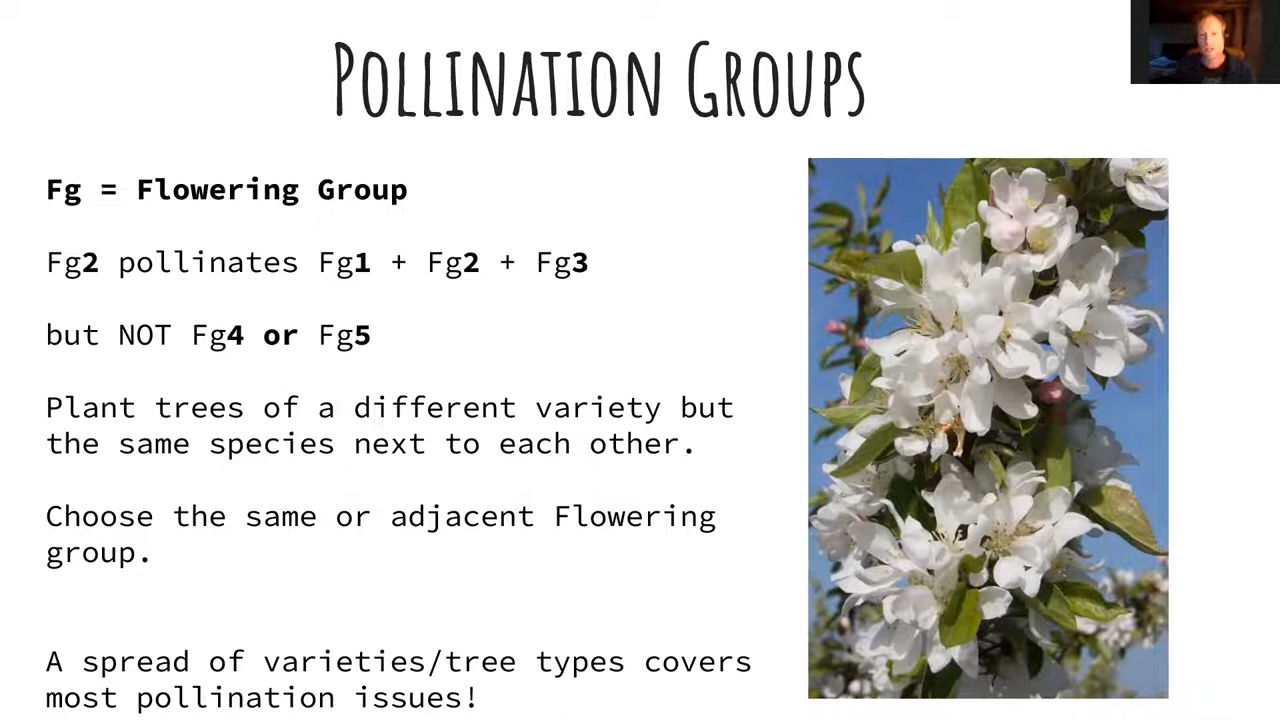 Pollination Groups
Fg = Flowering Group
Fg2 pollinates Fg1 + Fg2 + Fg3
but NOT Fg4 or Fg5
Plant trees of a different variety but
the same species next to each other.
Choose the same or adjacent Flowering
group.
A spread of varieties/tree types covers
most pollination issues!